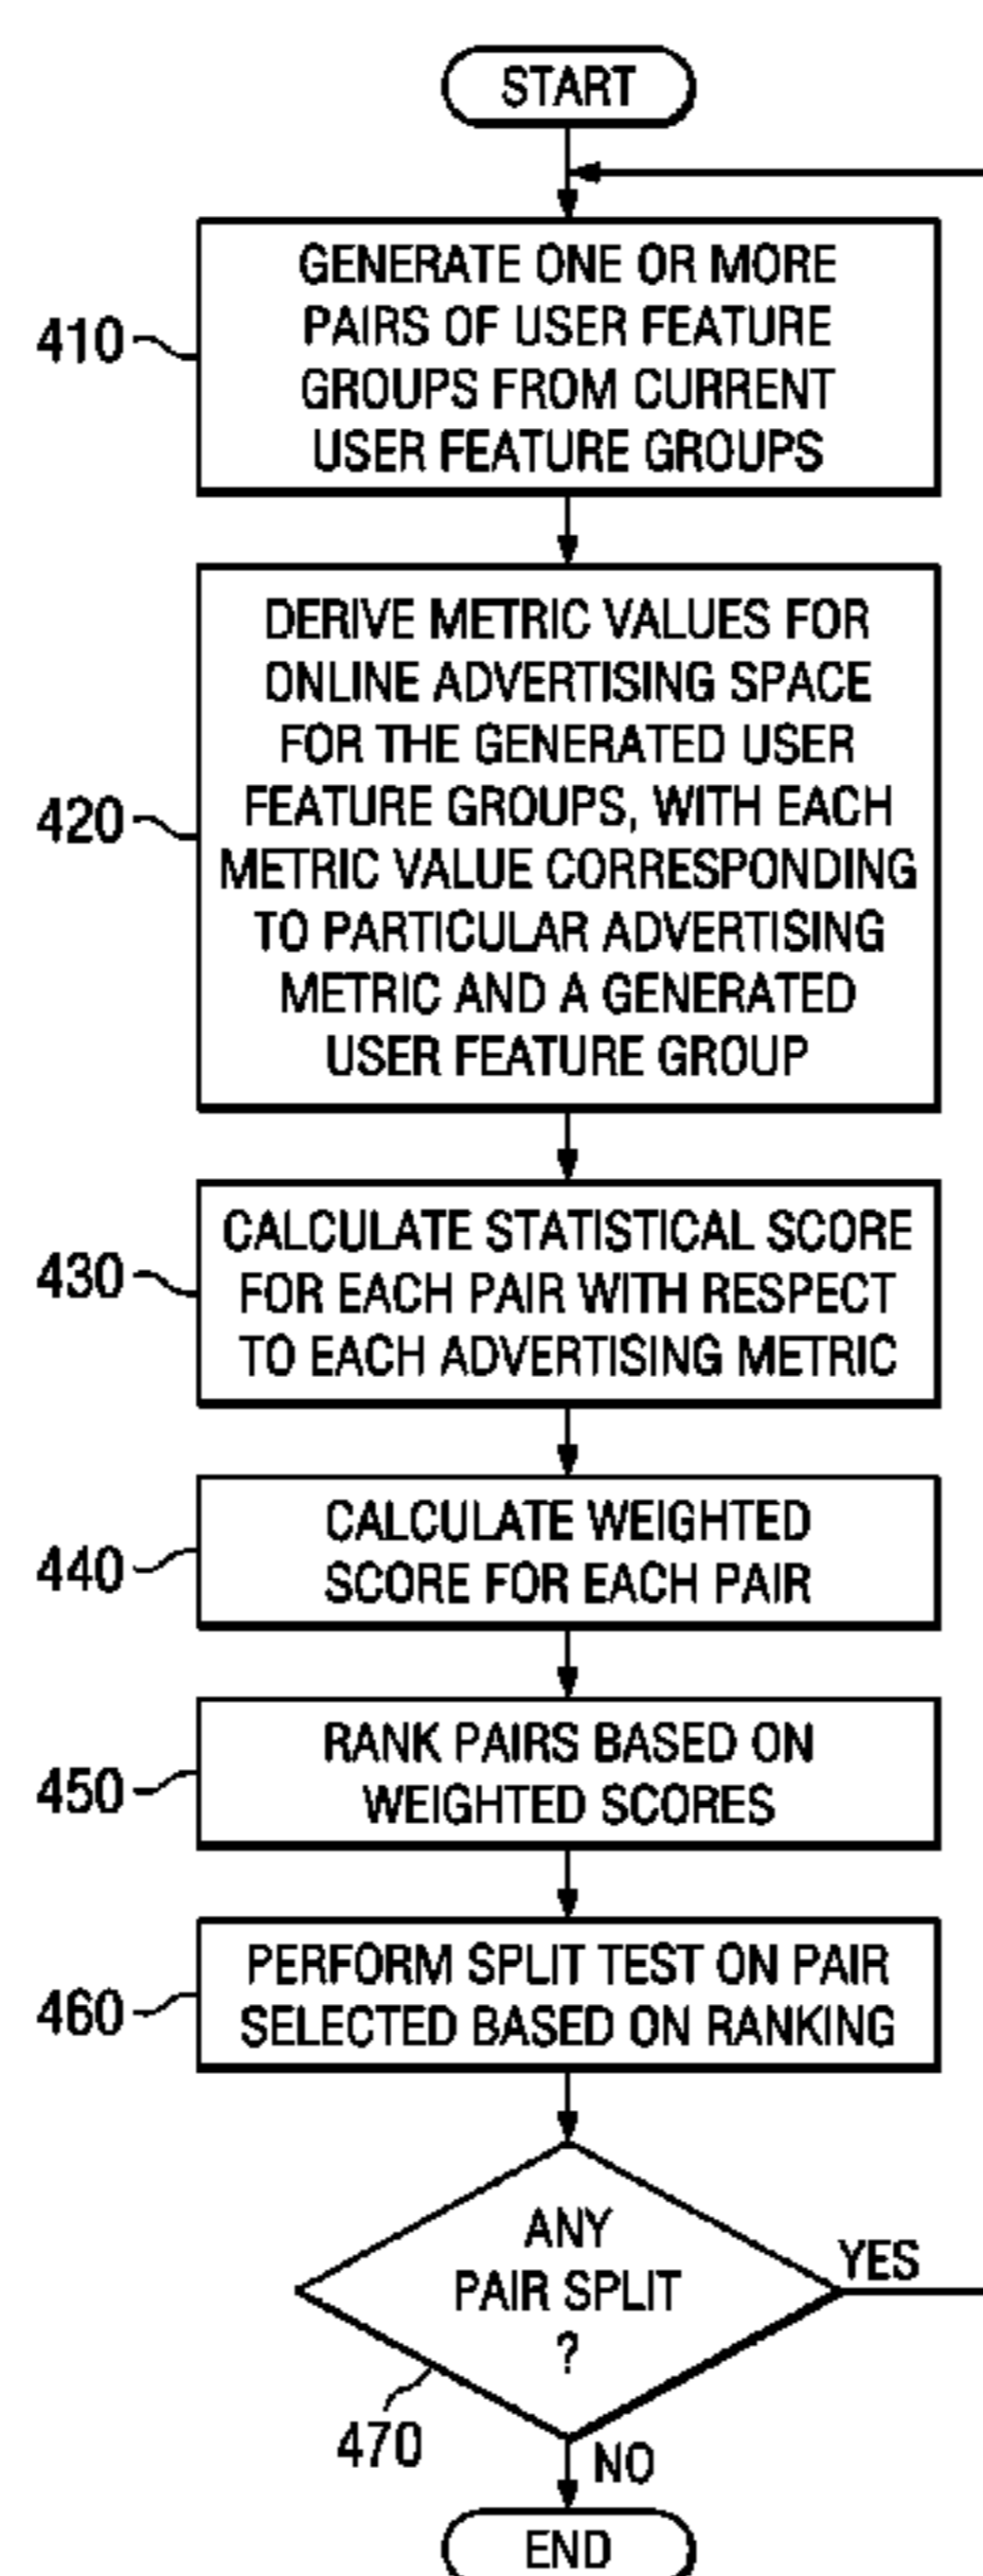 START
410
GENERATE ONE OR MORE
PAIRS OF USER FEATURE
GROUPS FROM CURRENT
USER FEATURE GROUPS
420
DERIVE METRIC VALUES FOR
ONLINE ADVERTISING SPACE
FOR THE GENERATED USER
FEATURE GROUPS, WITH EACH
METRIC VALUE CORRESPONDING
TO PARTICULAR ADVERTISING
METRIC AND A GENERATED
USER FEATURE GROUP
430
CALCULATE STATISTICAL SCORE
FOR EACH PAIR WITH RESPECT
TO EACH ADVERTISING METRIC
440
CALCULATE WEIGHTED
SCORE FOR EACH PAIR
450
RANK PAIRS BASED ON
WEIGHTED SCORES
460
PERFORM SPLIT TEST ON PAIR
SELECTED BASED ON RANKING
ANY
PAIR SPLIT
?
YES
470
NO
END